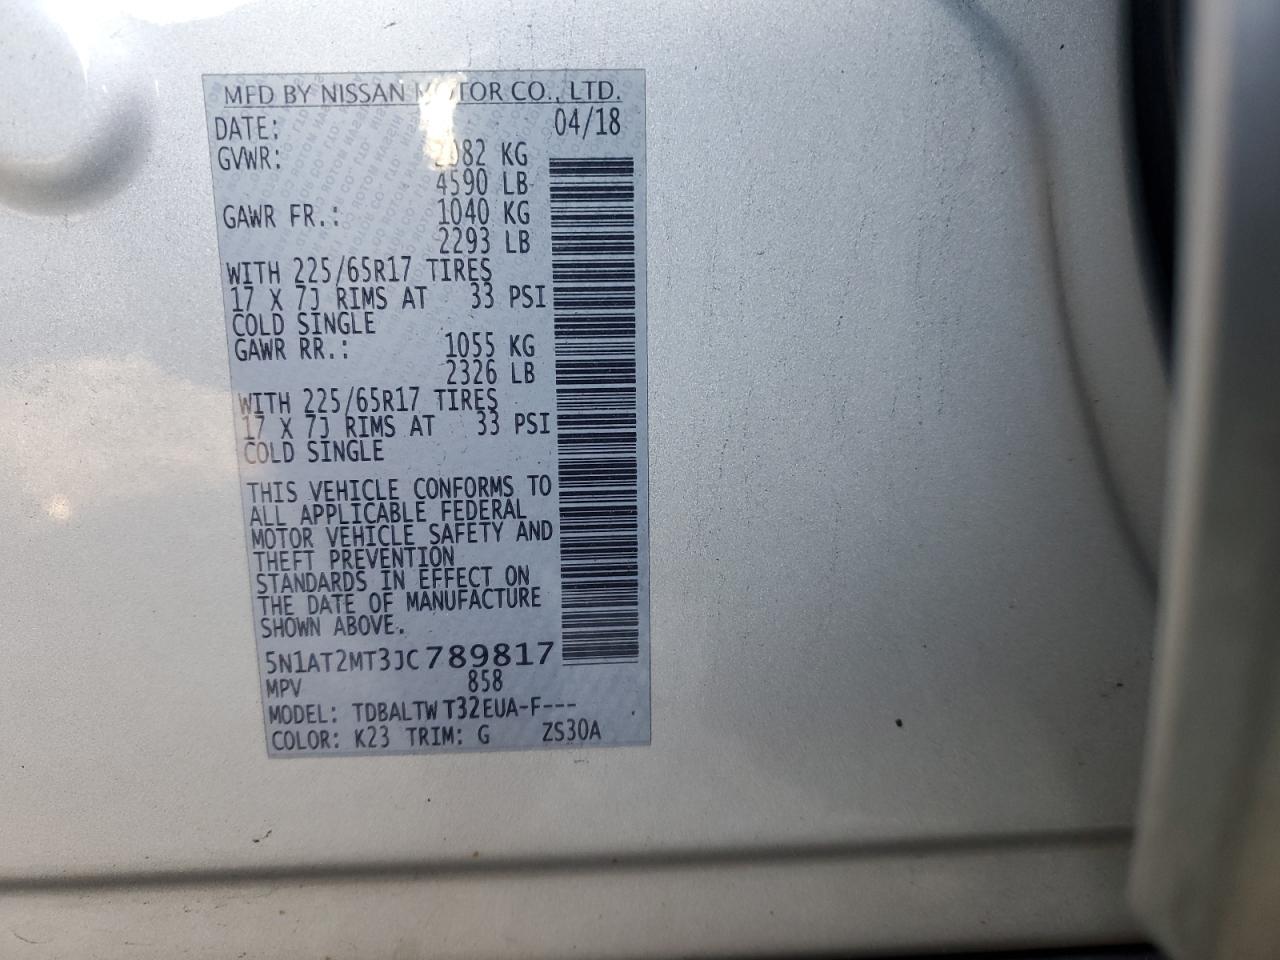 MFD BY NISSAN MOTOR CO., LTD.
DATE: 04/18
GVWR: 2082 KG
4590 LB
GAWR FR.: 1040 KG
2293 LB
WITH 225/65R17 TIRES
17 X 7J RIMS AT 33 PSI
COLD SINGLE
GAWR RR.: 1055 KG
2326 LB
WITH 225/65R17 TIRES
17 X 7J RIMS AT 33 PSI
COLD SINGLE
THIS VEHICLE CONFORMS TO
ALL APPLICABLE FEDERAL
MOTOR VEHICLE SAFETY AND
THEFT PREVENTION
STANDARDS IN EFFECT ON
THE DATE OF MANUFACTURE
SHOWN ABOVE.
5N1AT2MT3JC789817
MPV 858
MODEL: TDBALTW T32EUA-F---
COLOR: K23 TRIM: G ZS30A